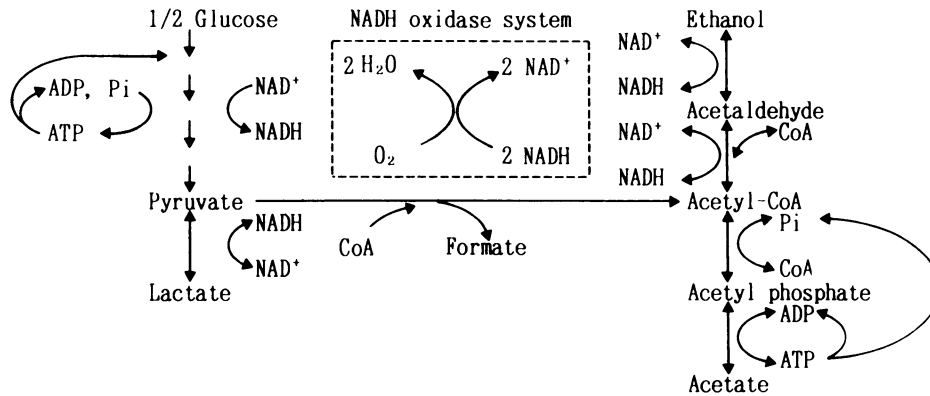 1/2 Glucose
NADH oxidase system
Ethanol
NAD⁺
2 H₂O
2 NAD⁺
ADP, Pi
NAD⁺
NADH
ATP
NADH
Acetaldehyde
NAD⁺
CoA
O₂
2 NADH
NADH
Pyruvate
Acetyl-CoA
NADH
Pi
CoA
Formate
NAD⁺
CoA
Lactate
Acetyl phosphate
ADP
ATP
Acetate